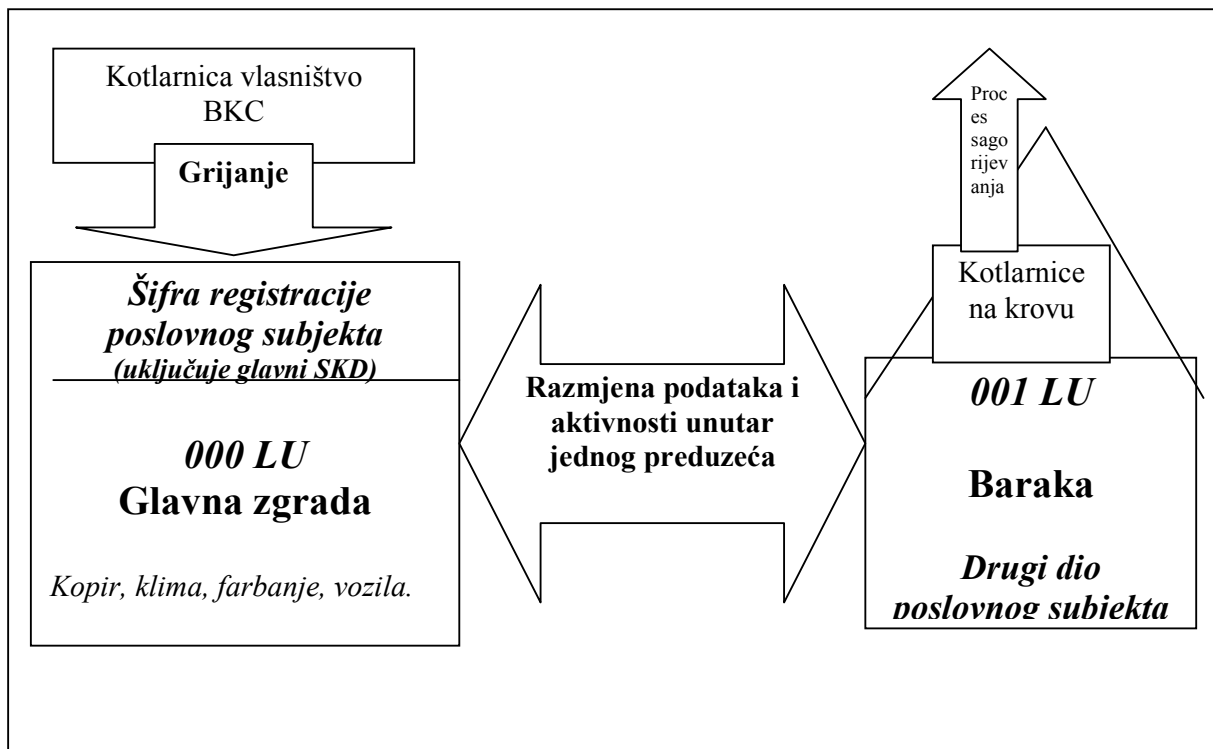 Kotlarnica vlasništvo
BKC
Grijanje
Šifra registracije
poslovnog subjekta
(uključuje glavni SKD)
000 LU
Glavna zgrada
Kopir, klima, farbanje, vozila.
Razmjena podataka i
aktivnosti unutar
jednog preduzeća
Proc
es
sago
rijev
anja
Kotlarnice
na krovu
001 LU
Baraka
Drugi dio
poslovnog subjekta